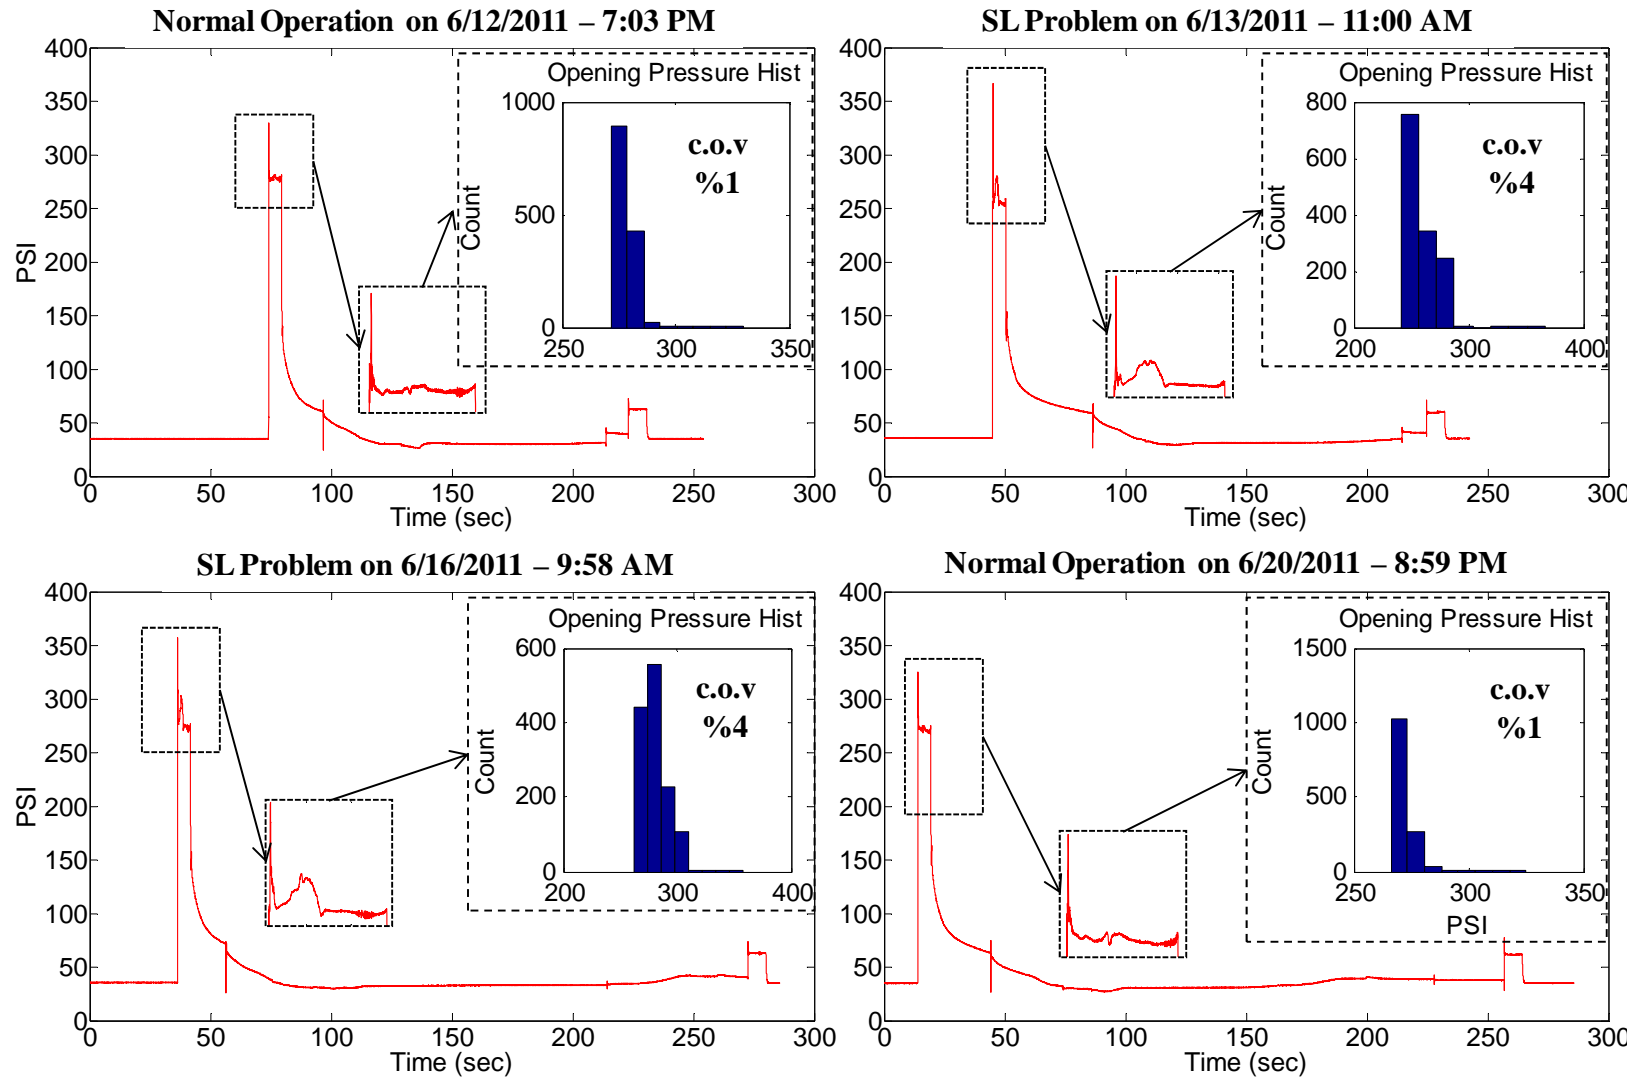 Normal Operation on 6/12/2011 – 7:03 PM
400
350
300
250
200
150
100
50
0
PSI
0 50 100 150 200 250 300
Time (sec)
Opening Pressure Hist
1000
500
0
Count
250 300 350
c.o.v
%1
SL Problem on 6/13/2011 – 11:00 AM
400
350
300
250
200
150
100
50
0
0 50 100 150 200 250 300
Time (sec)
Opening Pressure Hist
800
600
400
200
0
Count
200 300 400
c.o.v
%4
SL Problem on 6/16/2011 – 9:58 AM
400
350
300
250
200
150
100
50
0
PSI
0 50 100 150 200 250 300
Time (sec)
Opening Pressure Hist
600
400
200
0
Count
200 300 400
c.o.v
%4
Normal Operation on 6/20/2011 – 8:59 PM
400
350
300
250
200
150
100
50
0
0 50 100 150 200 250 300
Time (sec)
Opening Pressure Hist
1500
1000
500
0
Count
250 300 350
PSI
c.o.v
%1